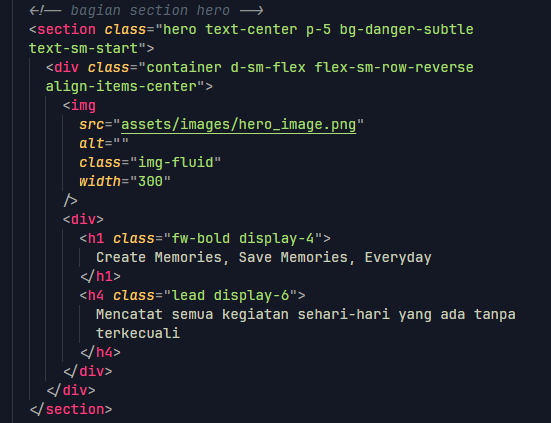 <!-- bagian section hero -->
<section class="hero text-center p-5 bg-danger-subtle
text-sm-start">
<div class="container d-sm-flex flex-sm-row-reverse
align-items-center">
<img
src="assets/images/hero_image.png"
alt=""
class="img-fluid"
width="300"
/>
<div>
<h1 class="fw-bold display-4">
Create Memories, Save Memories, Everyday
</h1>
<h4 class="lead display-6">
Mencatat semua kegiatan sehari-hari yang ada tanpa
terkecuali
</h4>
</div>
</div>
</section>